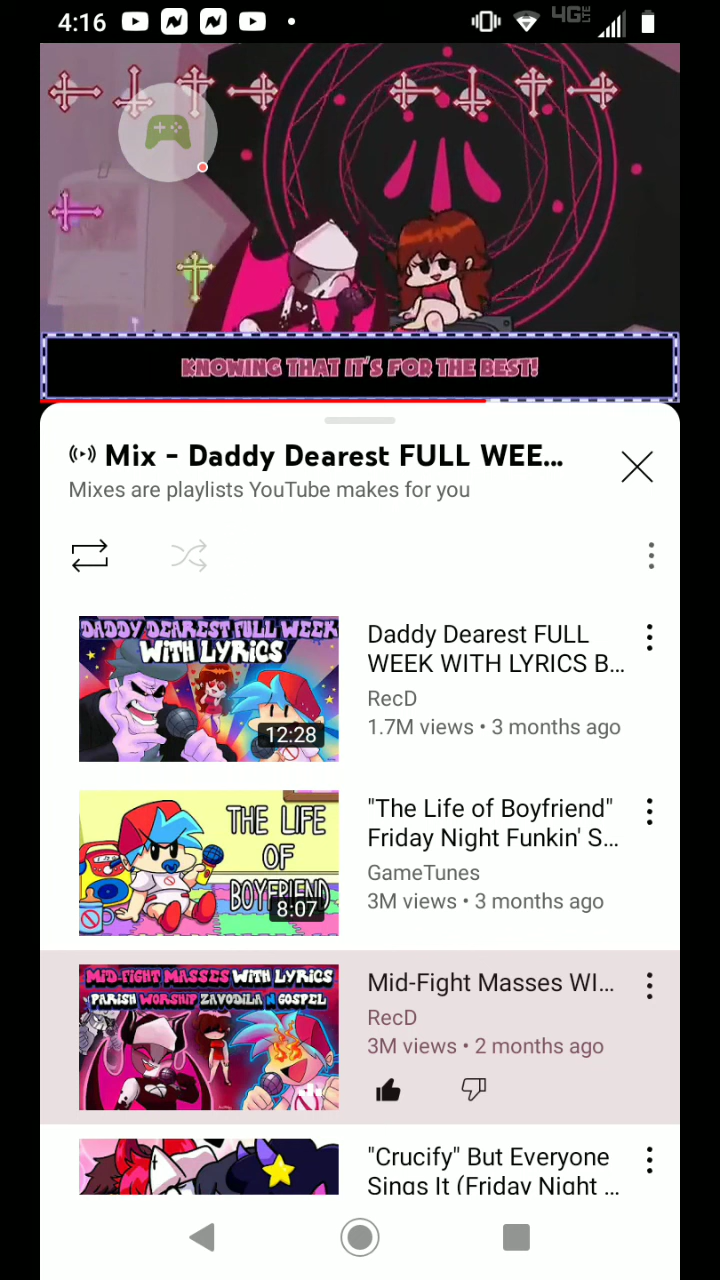 4:16
4G LTE
KNOWING THAT IT'S FOR THE BEST!
Mix - Daddy Dearest FULL WEE...
Mixes are playlists YouTube makes for you
DADDY DEAREST FULL WEEK
WITH LYRICS
12:28
Daddy Dearest FULL
WEEK WITH LYRICS B...
RecD
1.7M views • 3 months ago
THE LIFE
OF
BOYFRIEND
8:07
"The Life of Boyfriend"
Friday Night Funkin' S...
GameTunes
3M views • 3 months ago
MID-FIGHT MASSES WITH LYRICS
PARISH WORSHIP ZAVODILA N GOSPEL
Mid-Fight Masses WI...
RecD
3M views • 2 months ago
"Crucify" But Everyone
Sings It (Friday Night ...